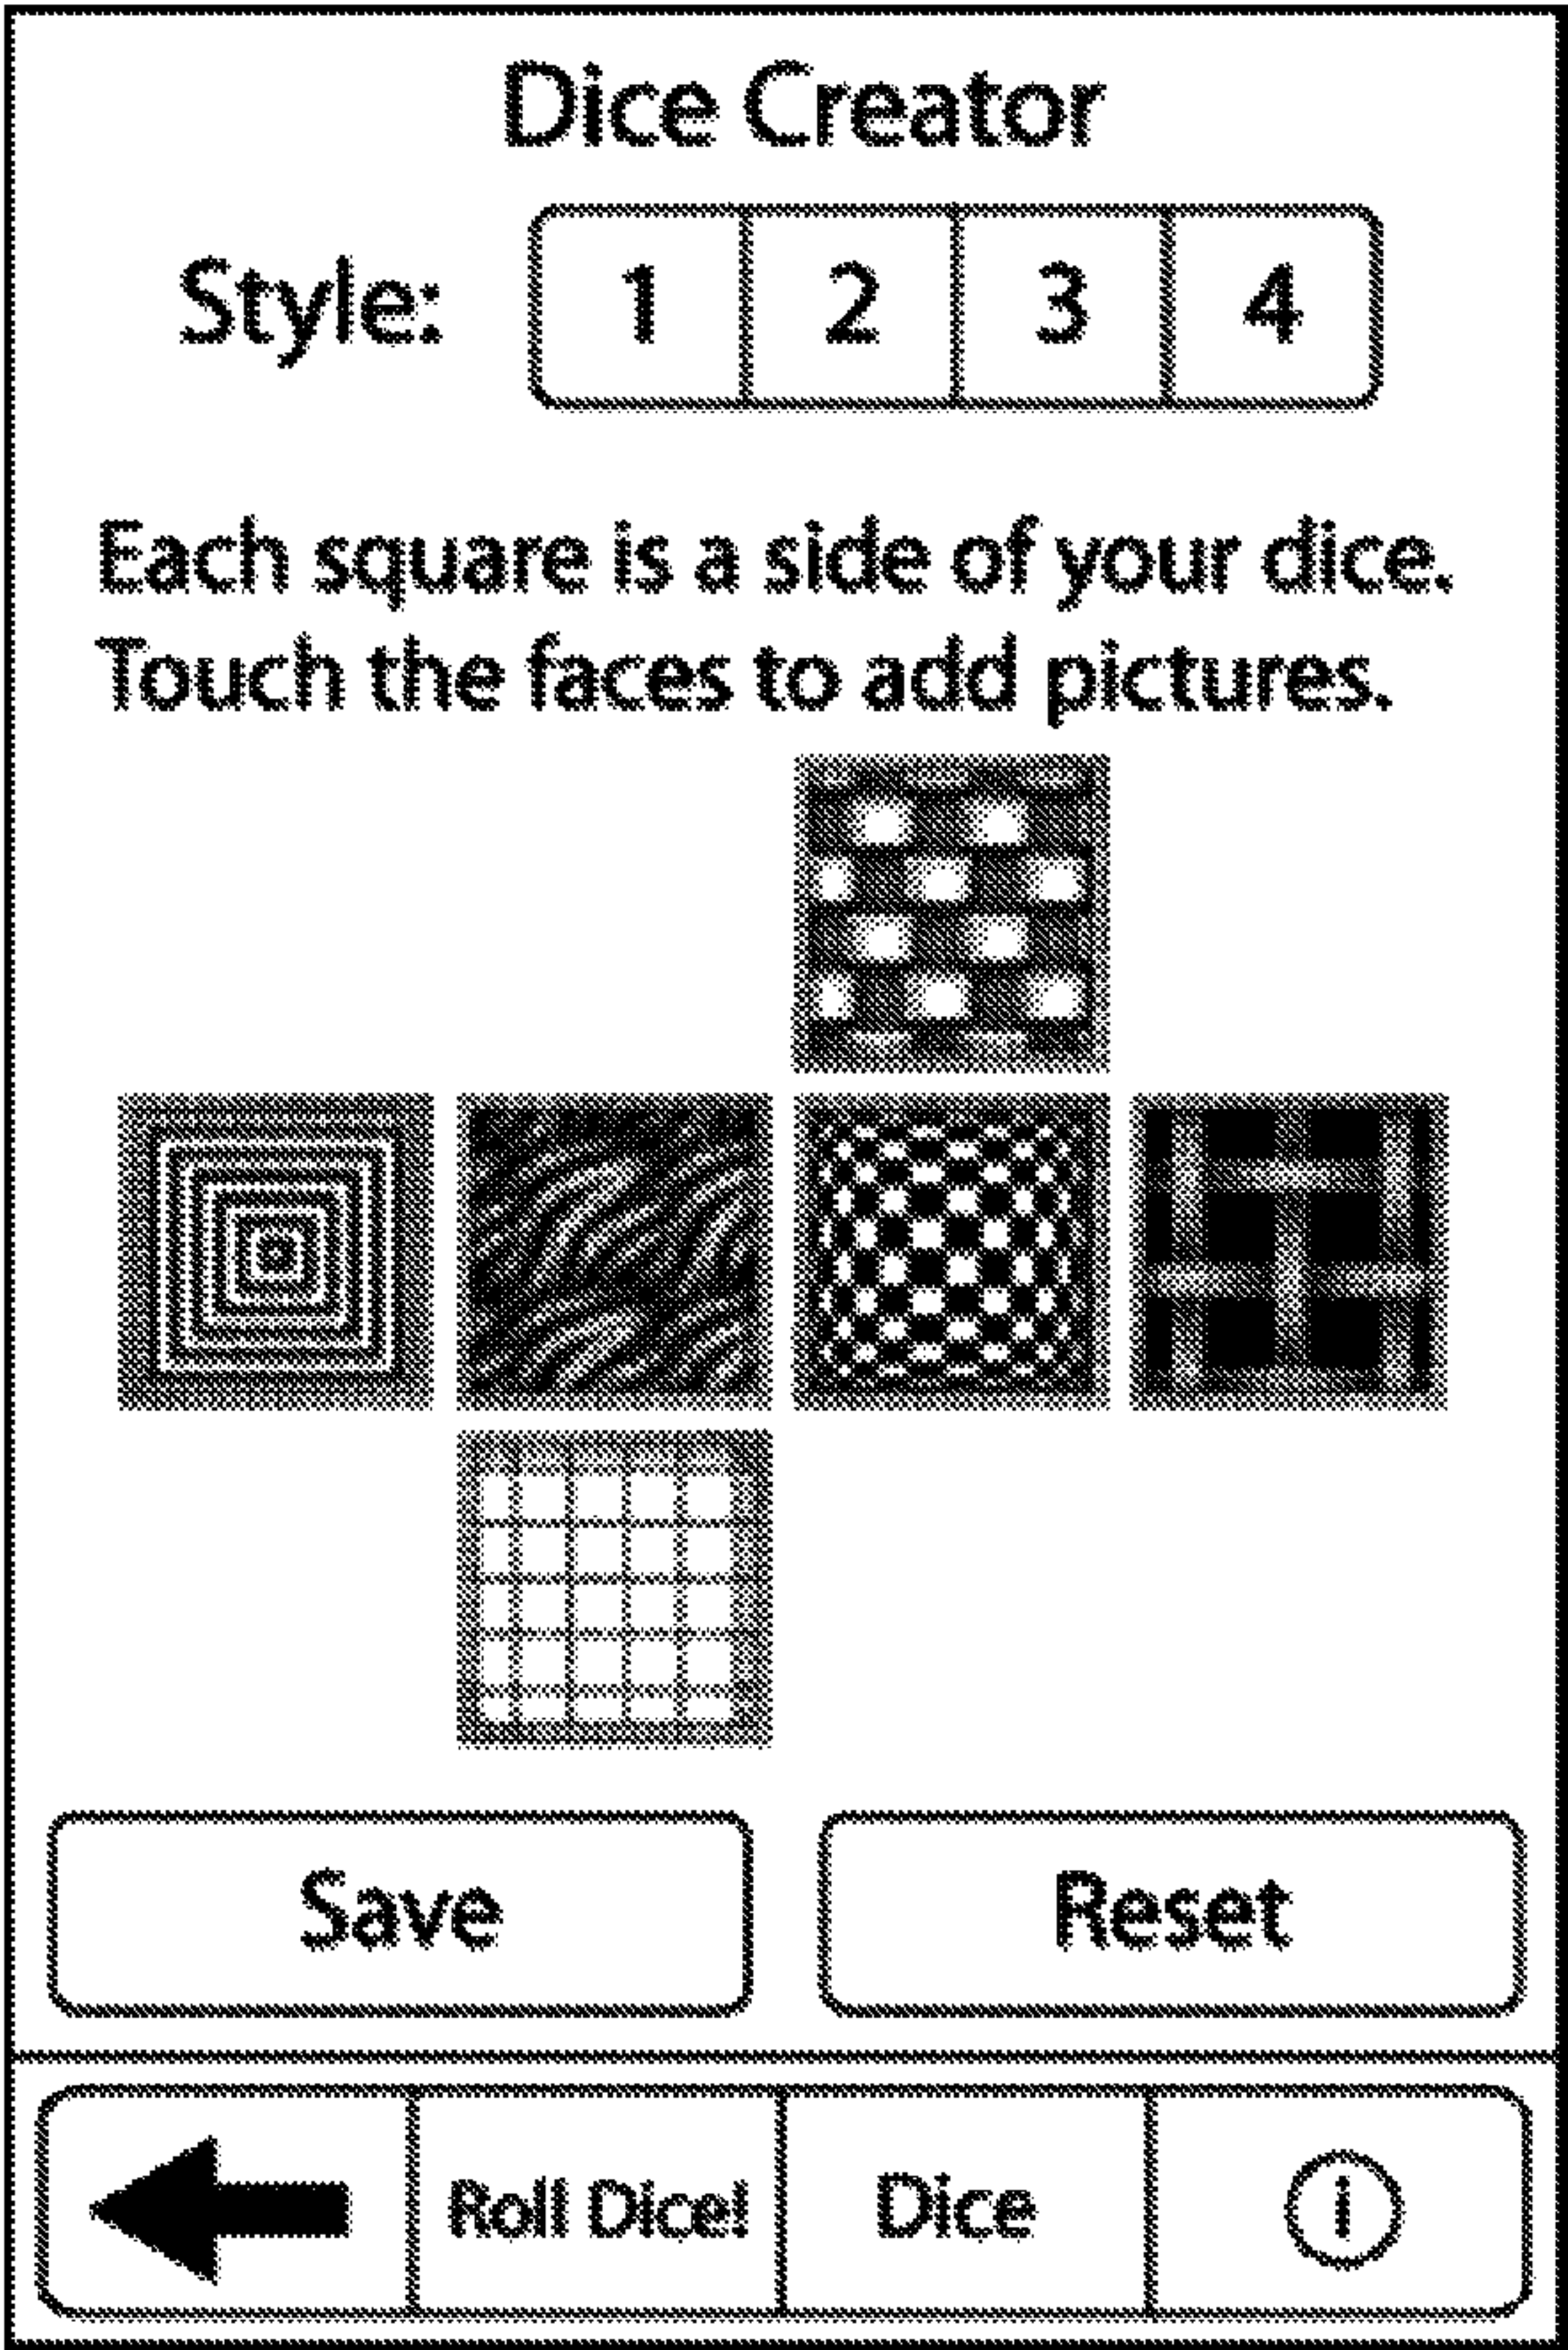 Dice Creator
Style: 1 2 3 4
Each square is a side of your dice.
Touch the faces to add pictures.
Save Reset
Roll Dice! Dice i